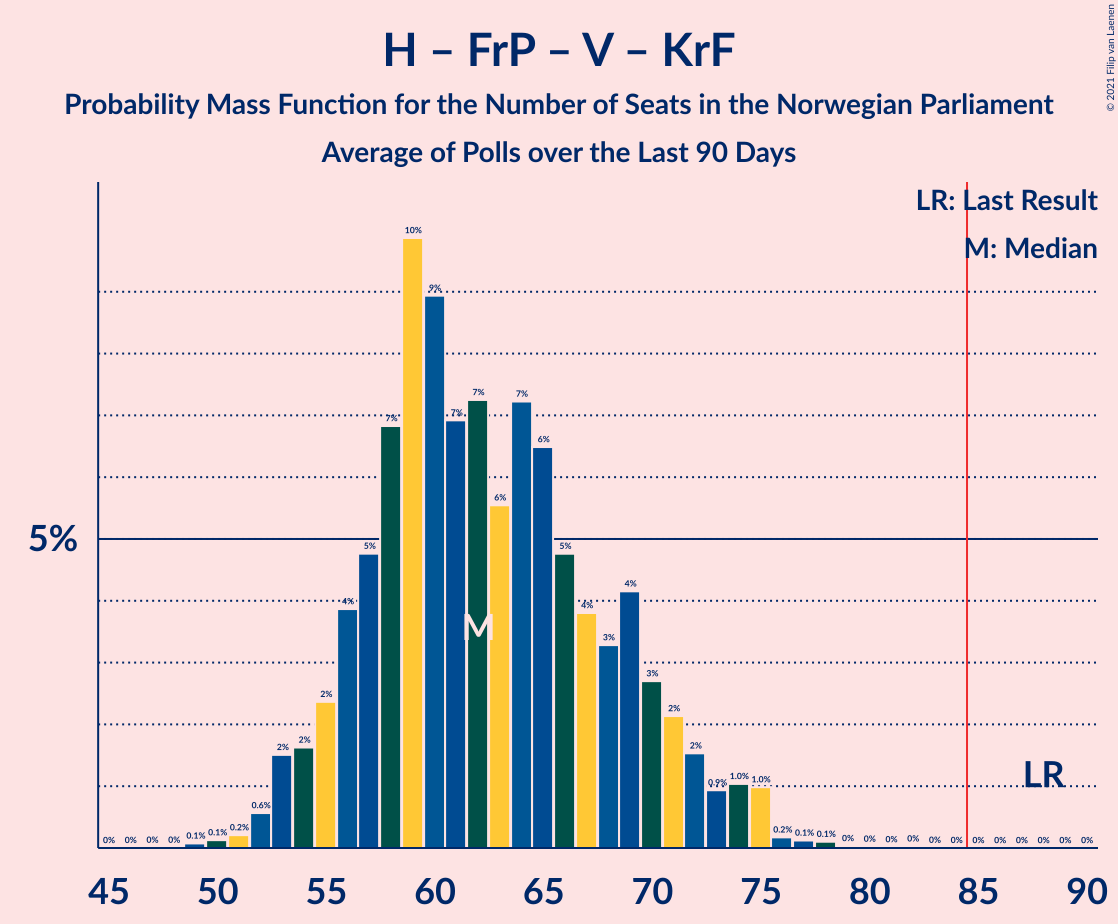 H – FrP – V – KrF
Probability Mass Function for the Number of Seats in the Norwegian Parliament
Average of Polls over the Last 90 Days
© 2021 Filip van Laenen
LR: Last Result
M: Median
5%
0% 0% 0% 0% 0.1% 0.1% 0.2% 0.6% 2% 2% 2% 4% 5% 7% 10% 9% 7% 7% 6% 7% 6% 5% 4% 3% 4% 3% 2% 2% 0.9% 1.0% 1.0% 0.2% 0.1% 0.1% 0% 0% 0% 0% 0% 0% 0% 0% 0% 0% 0% 0%
M
LR
45 50 55 60 65 70 75 80 85 90